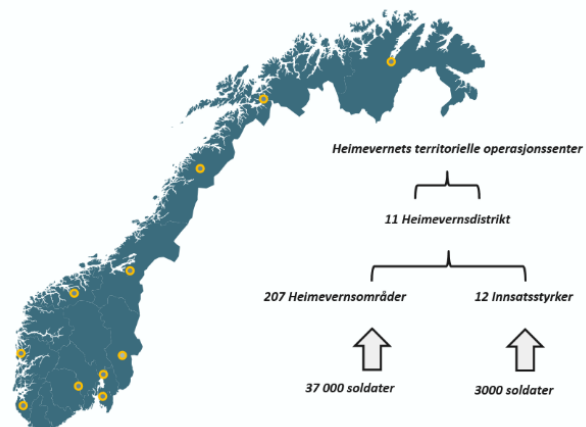 Heimevernets territorielle operasjonssenter
11 Heimevernsdistrikt
207 Heimevernsområder
12 Innsatsstyrker
37 000 soldater
3000 soldater